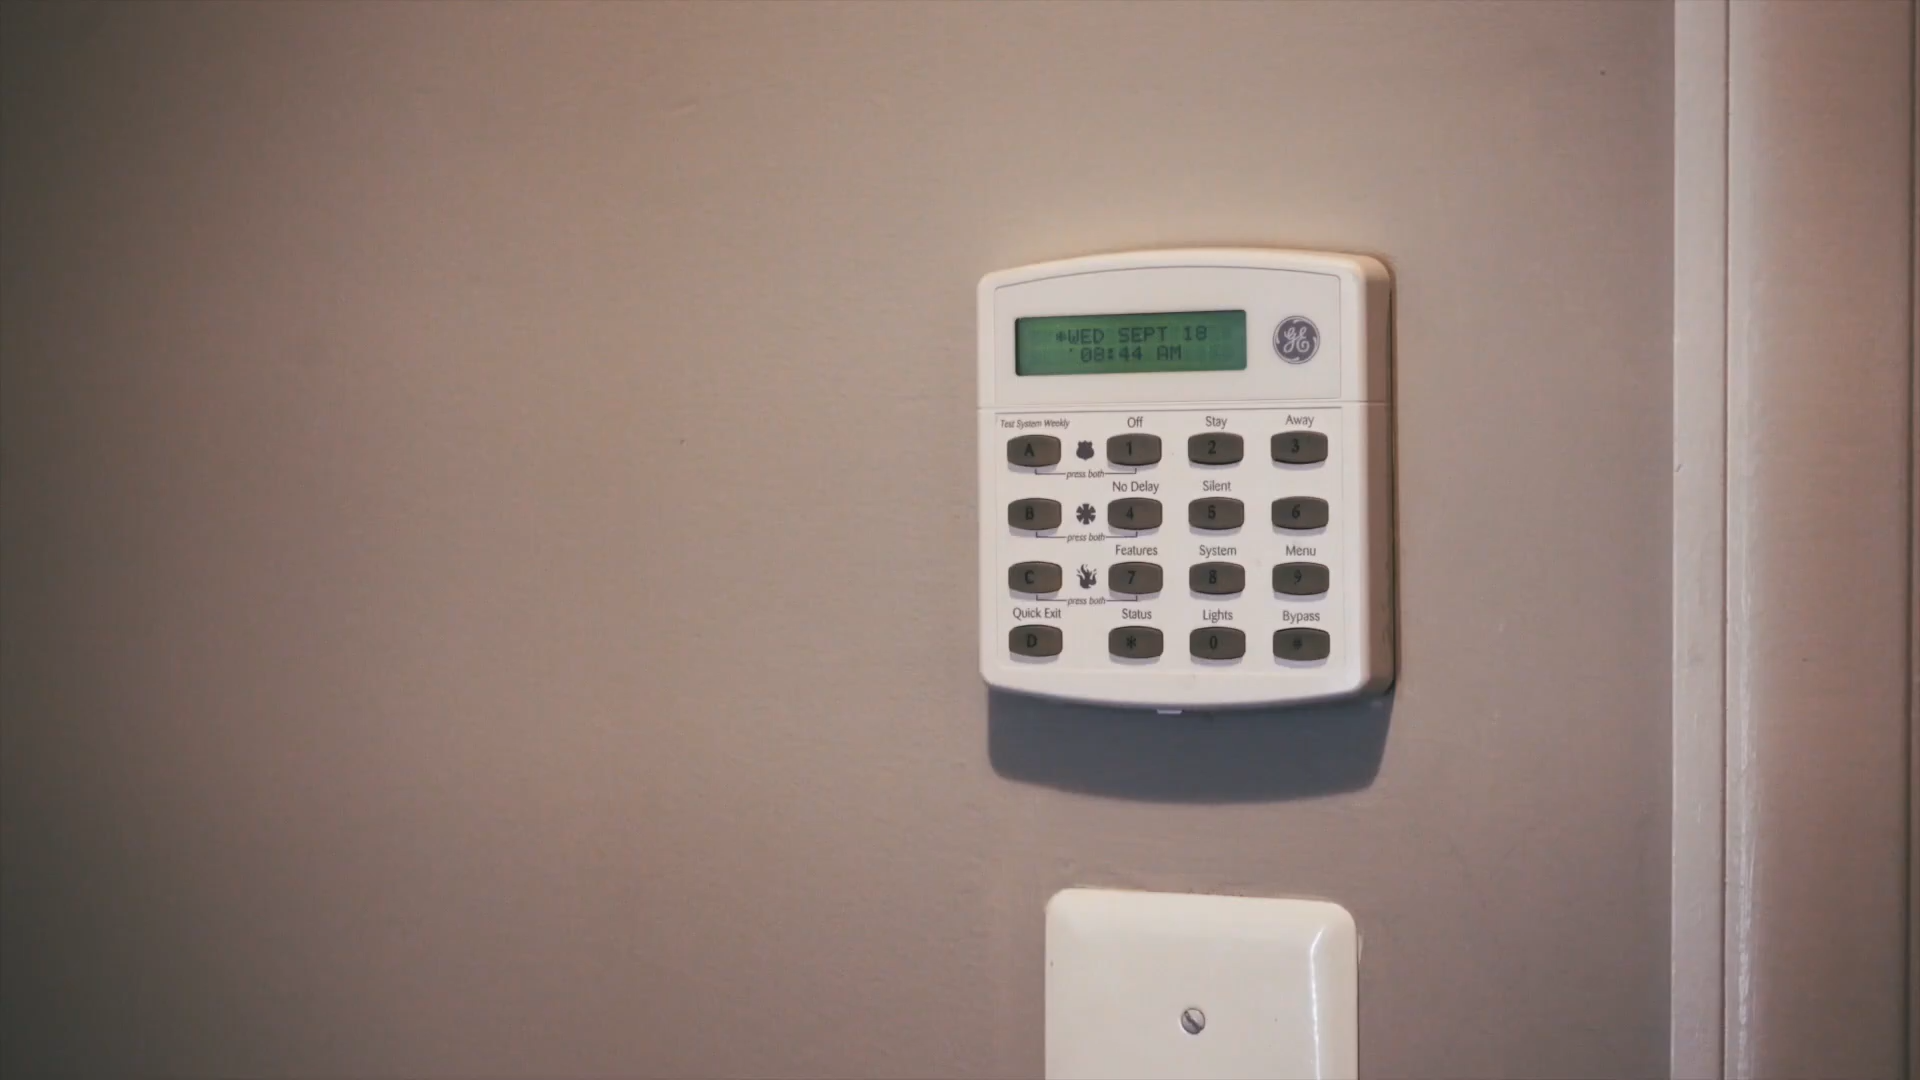 *WED SEPT 18
08:44 AM
GE
Test System Weekly Off Stay Away
A 1 2 3
press both
No Delay Silent
B 4 5 6
press both
Features System Menu
C 7 8 9
press both
Quick Exit Status Lights Bypass
D * 0 #